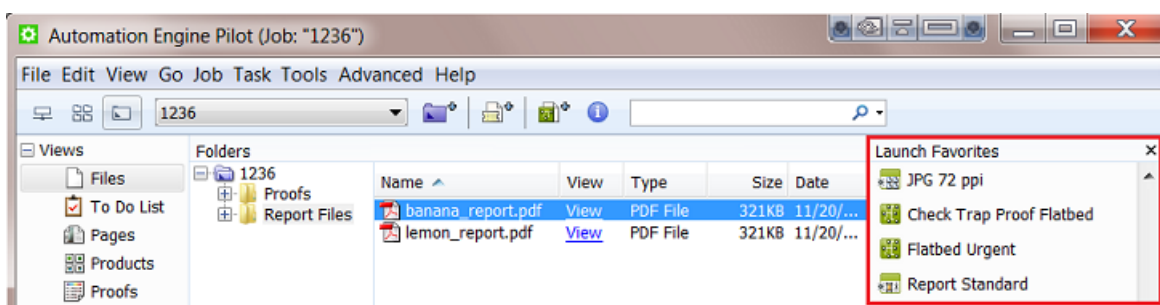 Automation Engine Pilot (Job: "1236")
File Edit View Go Job Task Tools Advanced Help
1236
Views
Files
To Do List
Pages
Products
Proofs
Folders
1236
Proofs
Report Files
Name View Type Size Date
banana_report.pdf View PDF File 321KB 11/20/...
lemon_report.pdf View PDF File 321KB 11/20/...
Launch Favorites
JPG 72 ppi
Check Trap Proof Flatbed
Flatbed Urgent
Report Standard